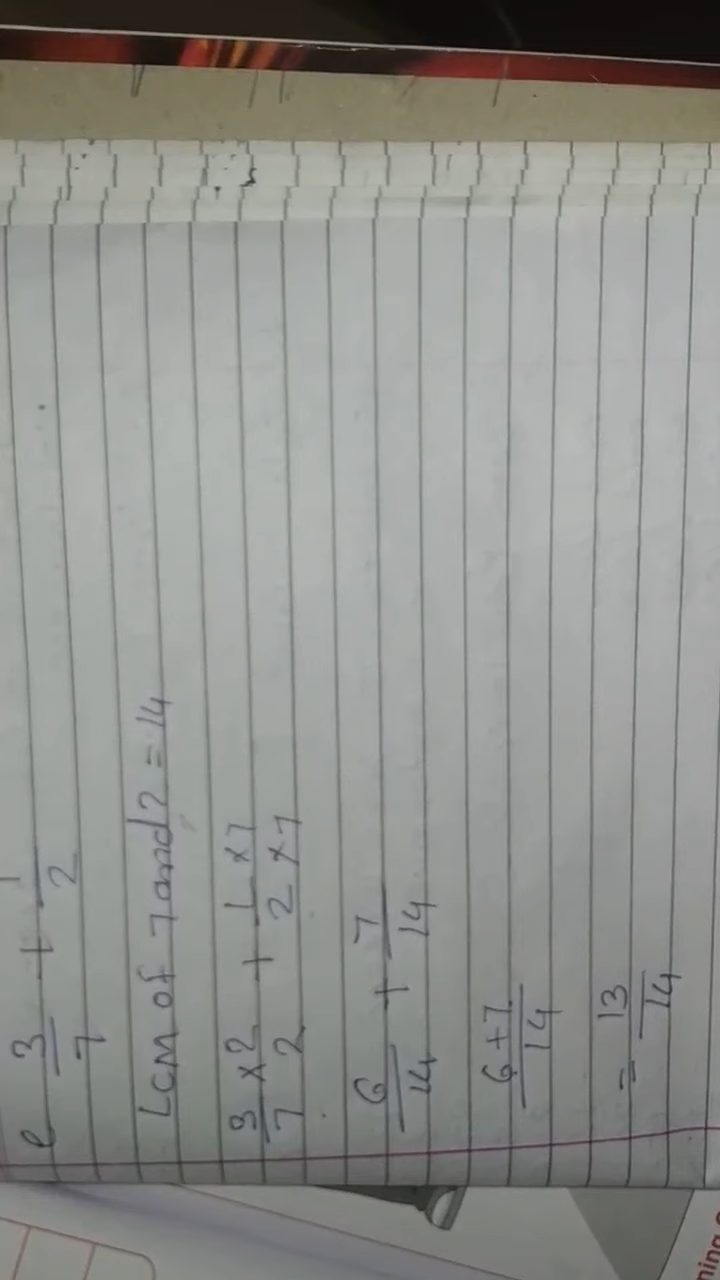 e 3/7 + 1/2
LCM of 7 and 2 = 14
3/7 × 2/2 + 1/2 × 7/7
6/14 + 7/14
6+7/14
= 13/14